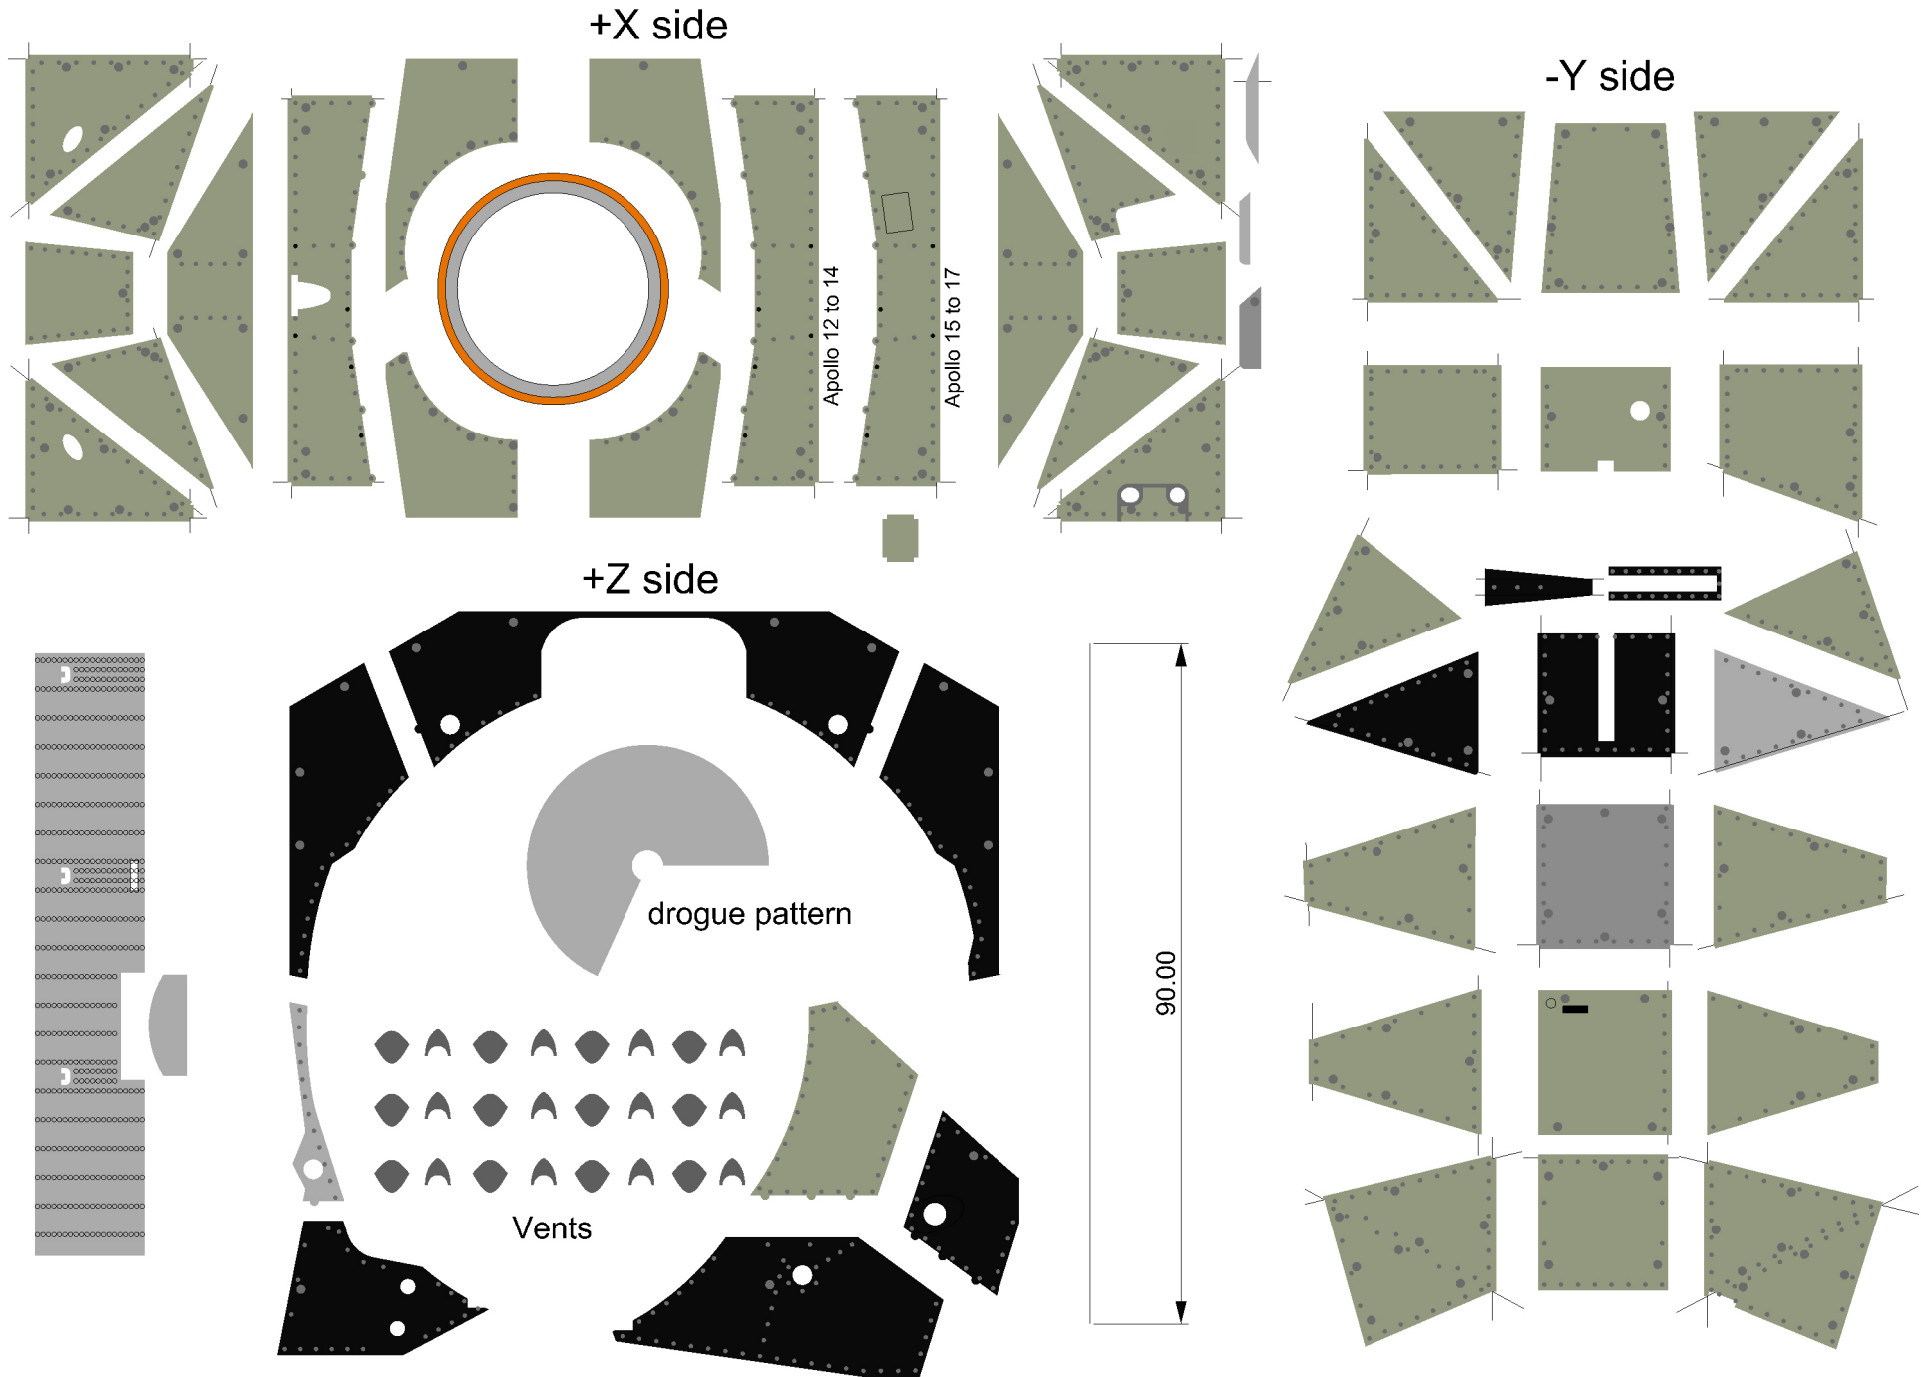 +X side
-Y side
Apollo 12 to 14
Apollo 15 to 17
+Z side
drogue pattern
90.00
Vents